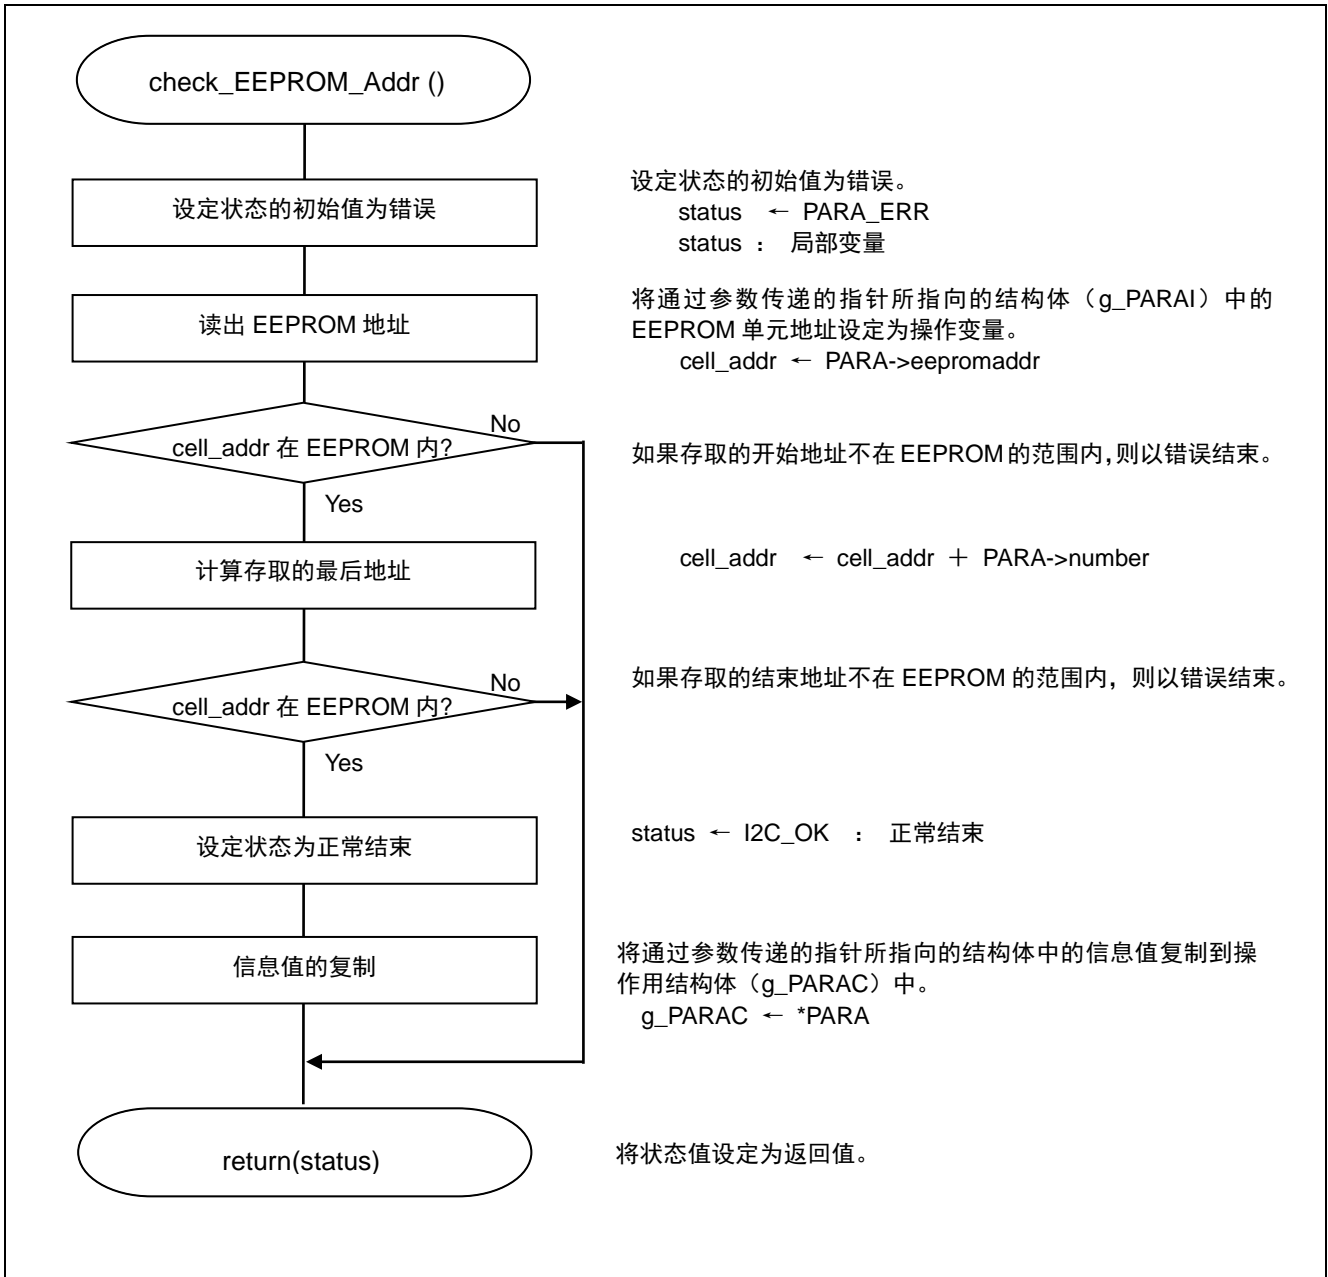 check_EEPROM_Addr ()
设定状态的初始值为错误
设定状态的初始值为错误。
status ← PARA_ERR
status ： 局部变量
读出 EEPROM 地址
将通过参数传递的指针所指向的结构体（g_PARAI）中的
EEPROM 单元地址设定为操作变量。
cell_addr ← PARA->eepromaddr
No
cell_addr 在 EEPROM 内?
如果存取的开始地址不在 EEPROM 的范围内，则以错误结束。
Yes
计算存取的最后地址
cell_addr ← cell_addr ＋ PARA->number
No
cell_addr 在 EEPROM 内?
如果存取的结束地址不在 EEPROM 的范围内，则以错误结束。
Yes
设定状态为正常结束
status ← I2C_OK ： 正常结束
信息值的复制
将通过参数传递的指针所指向的结构体中的信息值复制到操
作用结构体（g_PARAC）中。
g_PARAC ← *PARA
return(status)
将状态值设定为返回值。